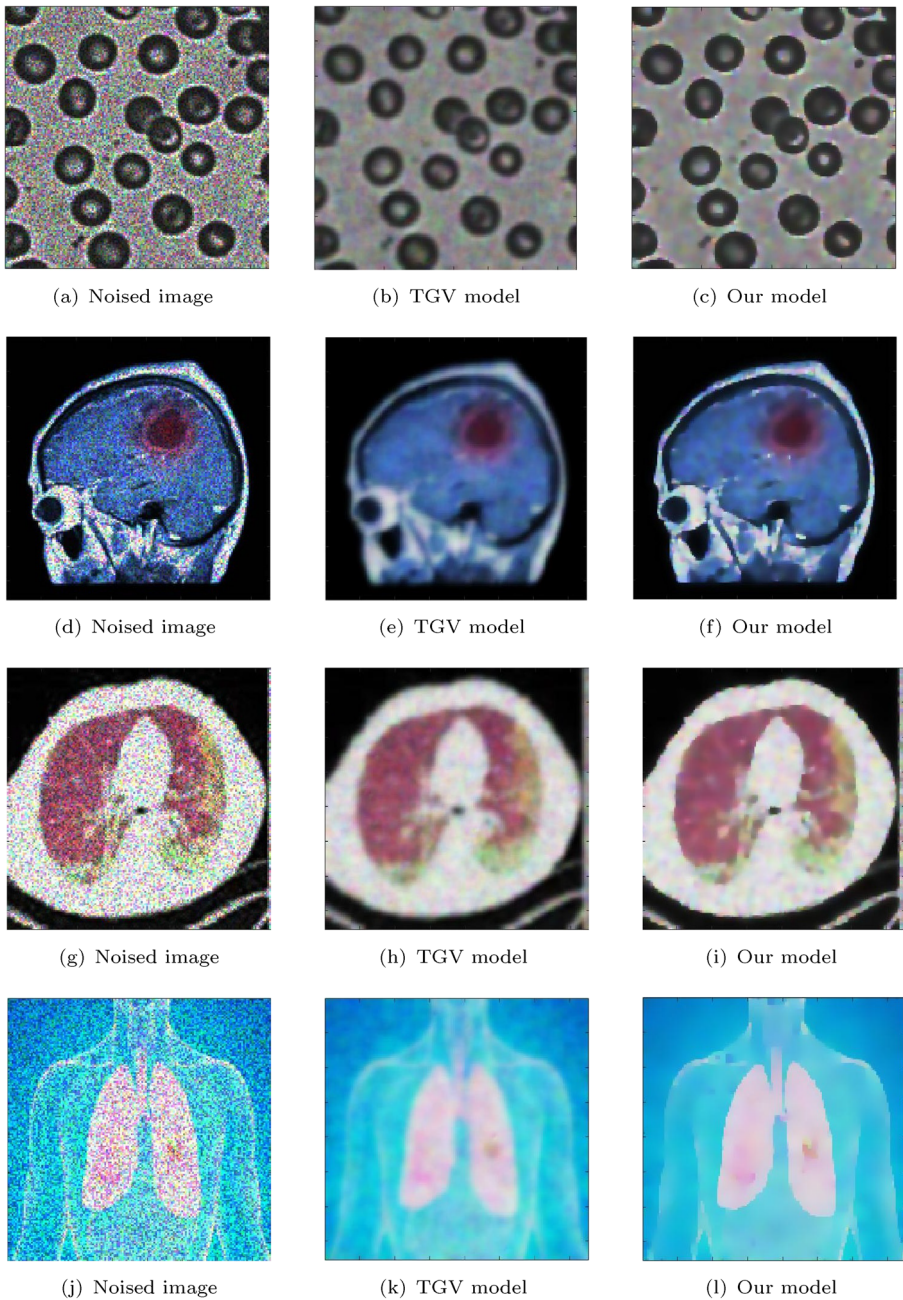 (a) Noised image
(b) TGV model
(c) Our model
(d) Noised image
(e) TGV model
(f) Our model
(g) Noised image
(h) TGV model
(i) Our model
(j) Noised image
(k) TGV model
(l) Our model